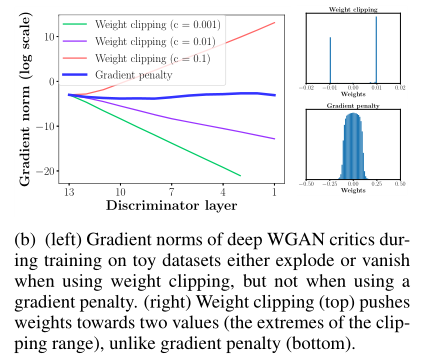 Gradient norm (log scale)
10
0
−10
−20
Weight clipping (c = 0.001)
Weight clipping (c = 0.01)
Weight clipping (c = 0.1)
Gradient penalty
13 10 7 4 1
Discriminator layer
Weight clipping
−0.02 −0.01 0.00 0.01 0.02
Weights
Gradient penalty
−0.50 −0.25 0.00 0.25 0.50
Weights
(b) (left) Gradient norms of deep WGAN critics dur-
ing training on toy datasets either explode or vanish
when using weight clipping, but not when using a
gradient penalty. (right) Weight clipping (top) pushes
weights towards two values (the extremes of the clip-
ping range), unlike gradient penalty (bottom).